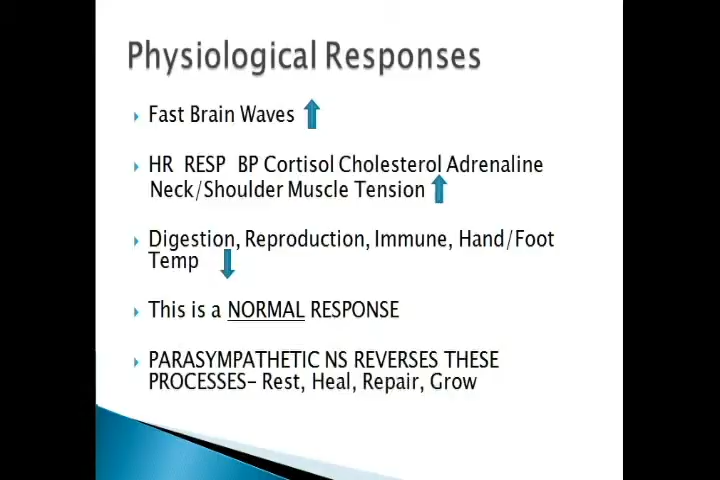 Physiological Responses
Fast Brain Waves
HR RESP BP Cortisol Cholesterol Adrenaline
Neck/Shoulder Muscle Tension
Digestion, Reproduction, Immune, Hand/Foot
Temp
This is a NORMAL RESPONSE
PARASYMPATHETIC NS REVERSES THESE
PROCESSES- Rest, Heal, Repair, Grow